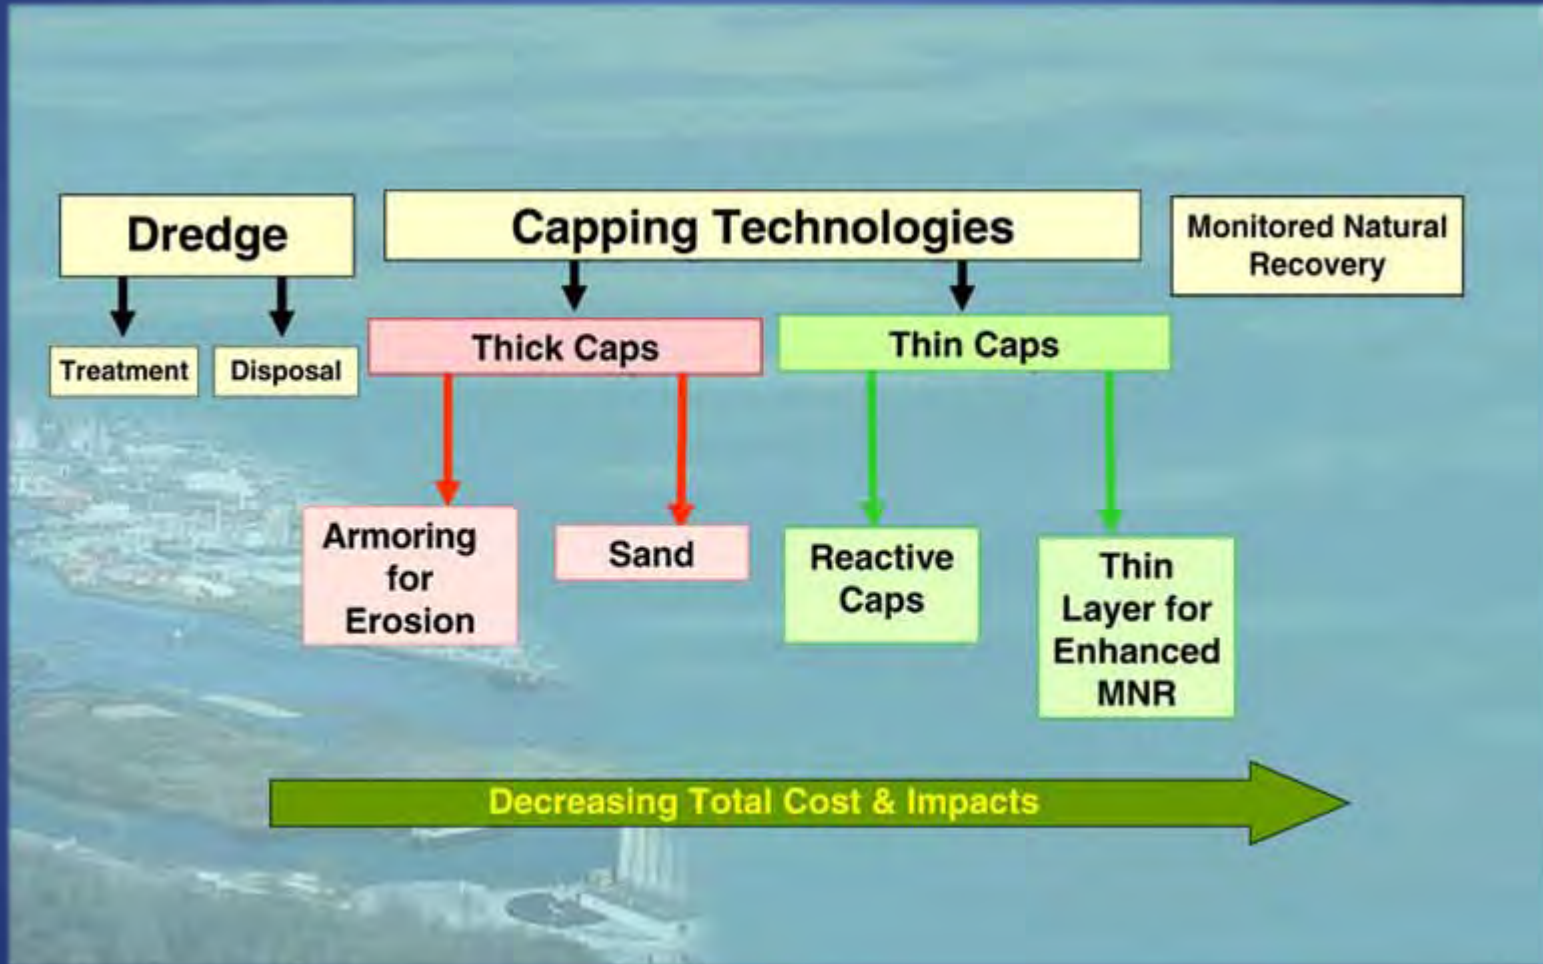 Dredge
Capping Technologies
Monitored Natural
Recovery
Treatment
Disposal
Thick Caps
Thin Caps
Armoring
for
Erosion
Sand
Reactive
Caps
Thin
Layer for
Enhanced
MNR
Decreasing Total Cost & Impacts